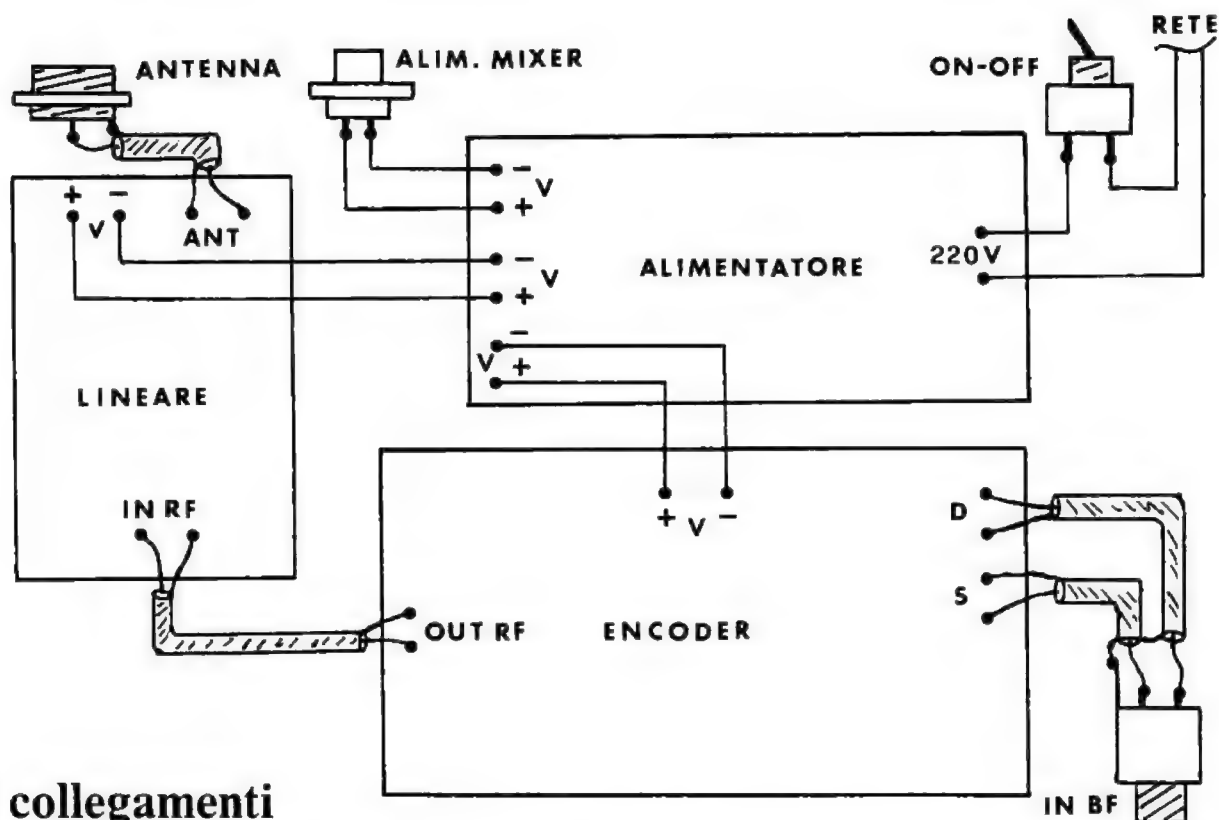 RETE
ANTENNA
ALIM. MIXER
ON-OFF
+ V -
ANT
- V +
- V +
- V +
220V
ALIMENTATORE
LINEARE
IN RF
+ V -
D
S
OUT RF
ENCODER
collegamenti
IN BF